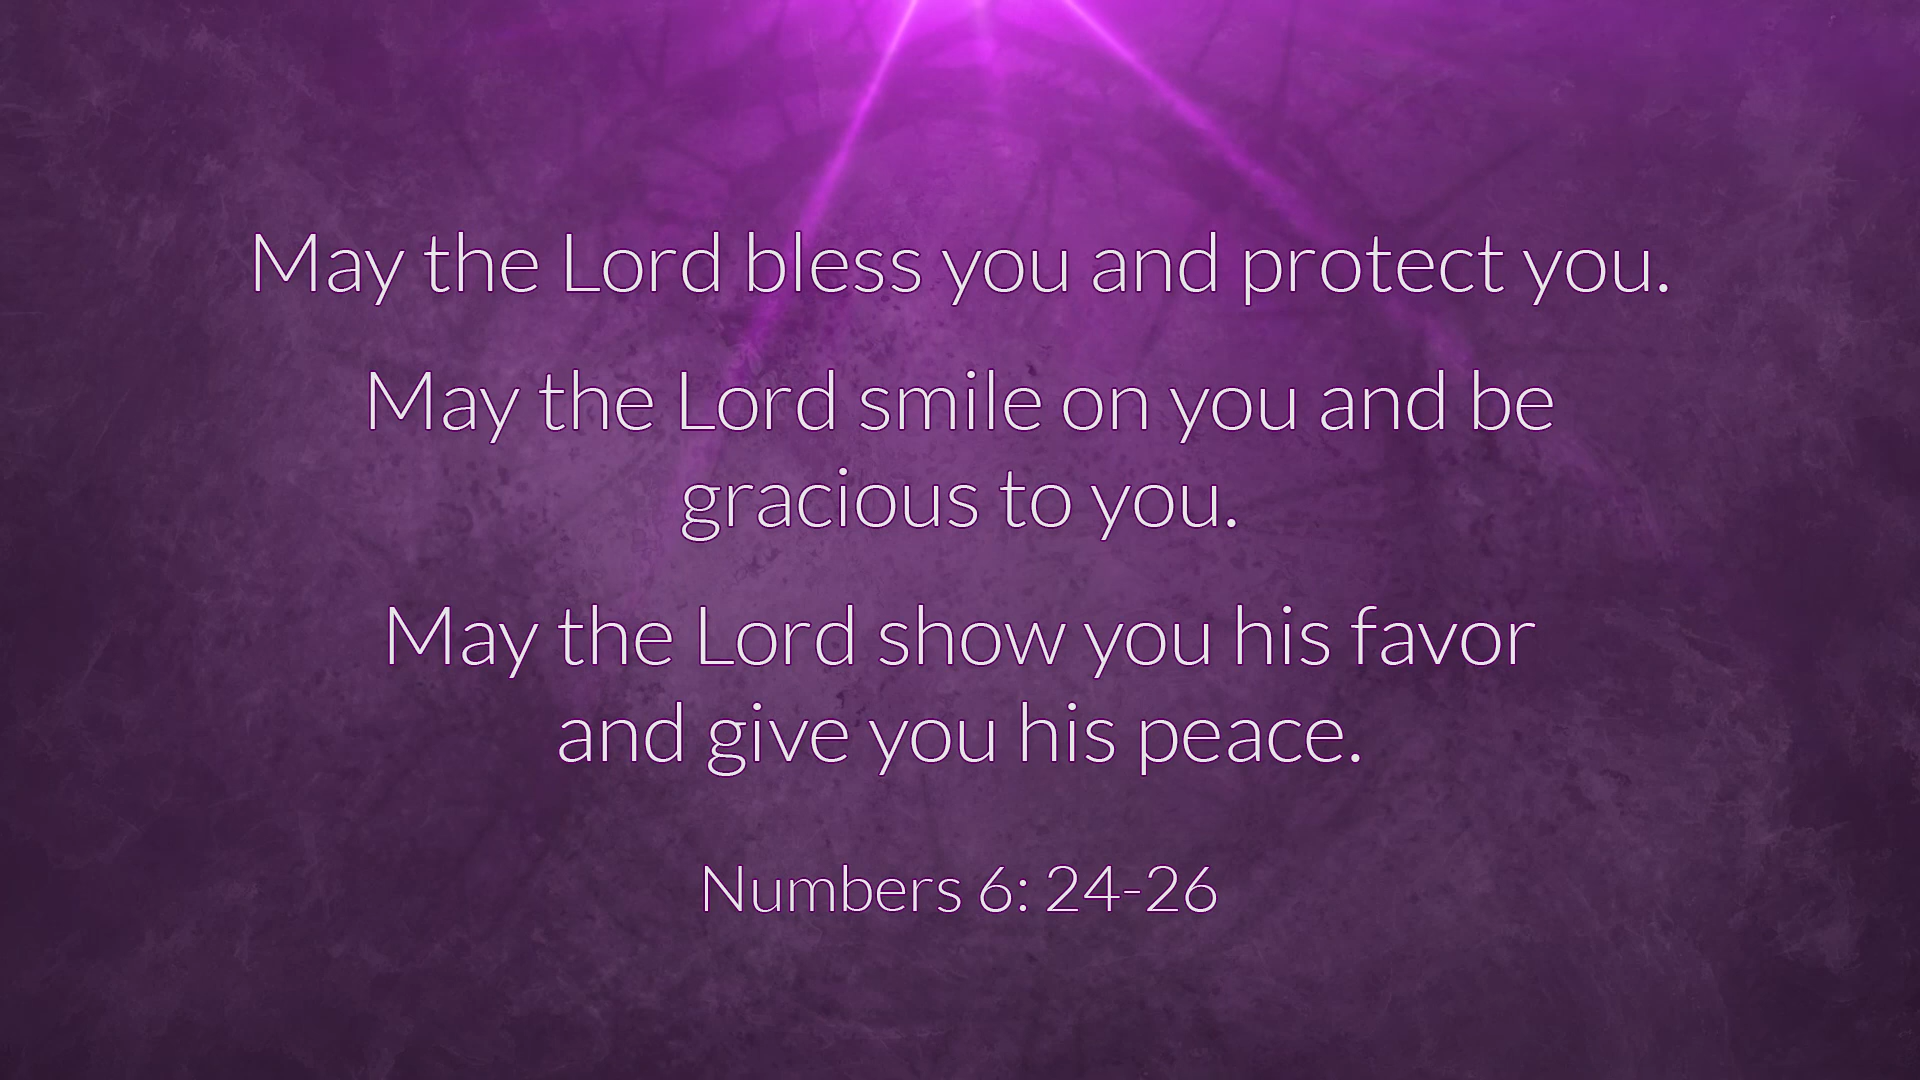 May the Lord bless you and protect you.
May the Lord smile on you and be
gracious to you.
May the Lord show you his favor
and give you his peace.
Numbers 6: 24-26